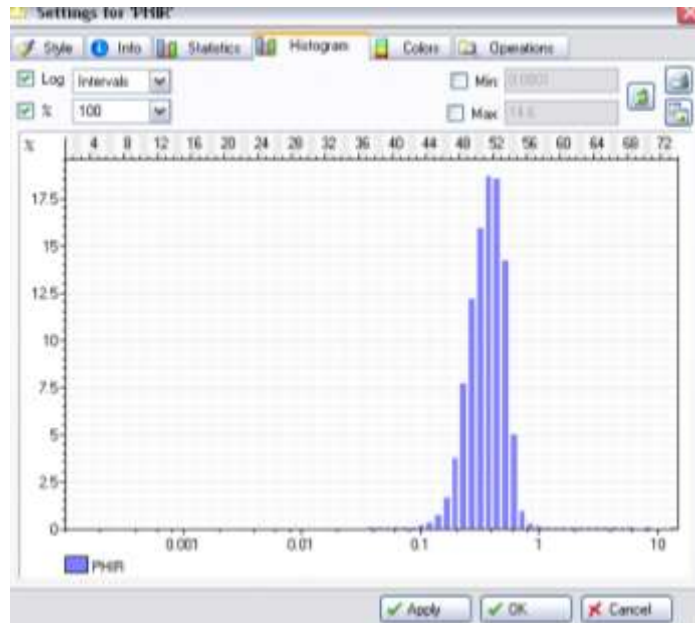 Settings for 'PHIR'
Style Info Statistics Histogram Colors Operations
Log Intervals Min 0.0001
% 100 Max
% 4 8 12 16 20 24 28 32 36 40 44 48 52 56 60 64 68 72
17.5
15
12.5
10
7.5
5
2.5
0
0.001 0.01 0.1 1 10
PHIR
Apply OK Cancel